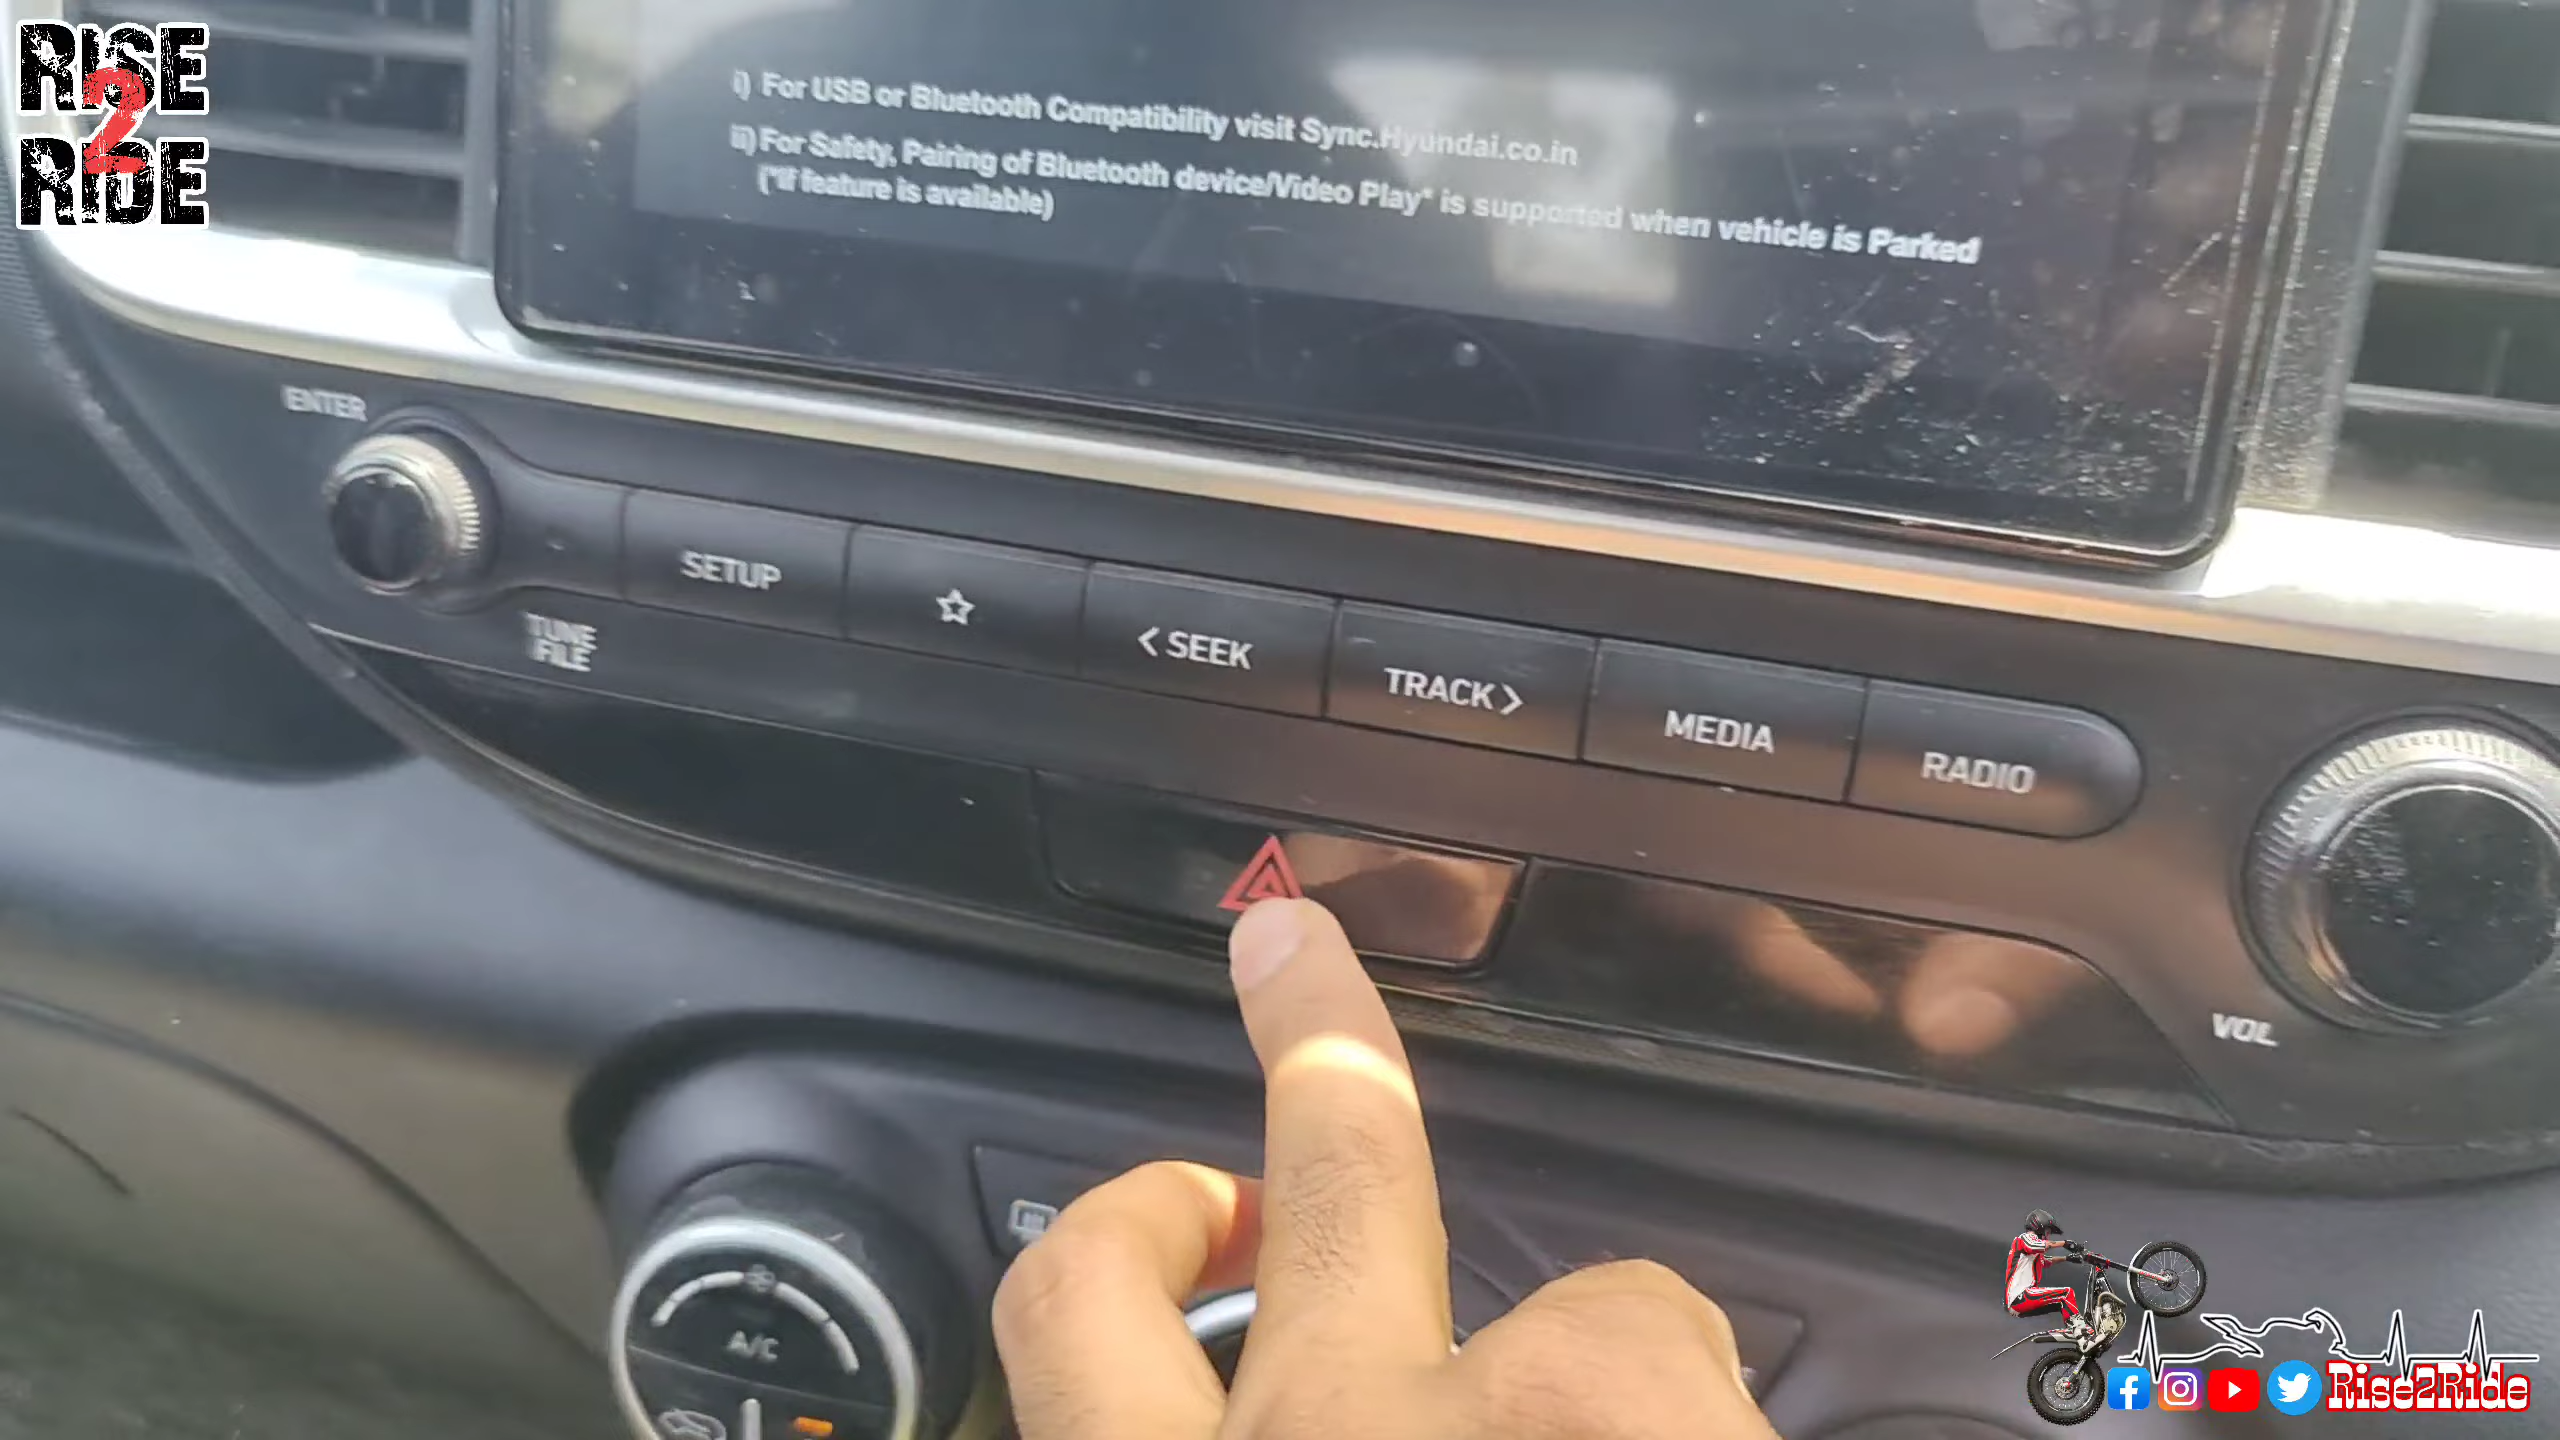 RISE
2
RIDE
i) For USB or Bluetooth Compatibility visit Sync.Hyundai.co.in
ii) For Safety, Pairing of Bluetooth device/Video Play* is supported when vehicle is Parked
(*If feature is available)
ENTER
TUNE
FILE
SETUP
< SEEK
TRACK >
MEDIA
RADIO
VOL
A/C
Rise2Ride